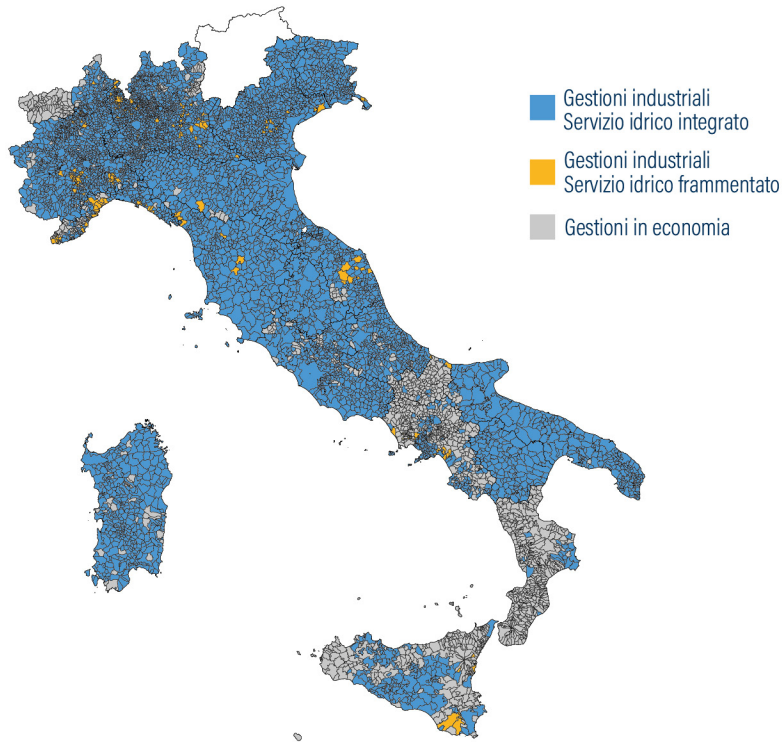 Gestioni industriali
Servizio idrico integrato
Gestioni industriali
Servizio idrico frammentato
Gestioni in economia